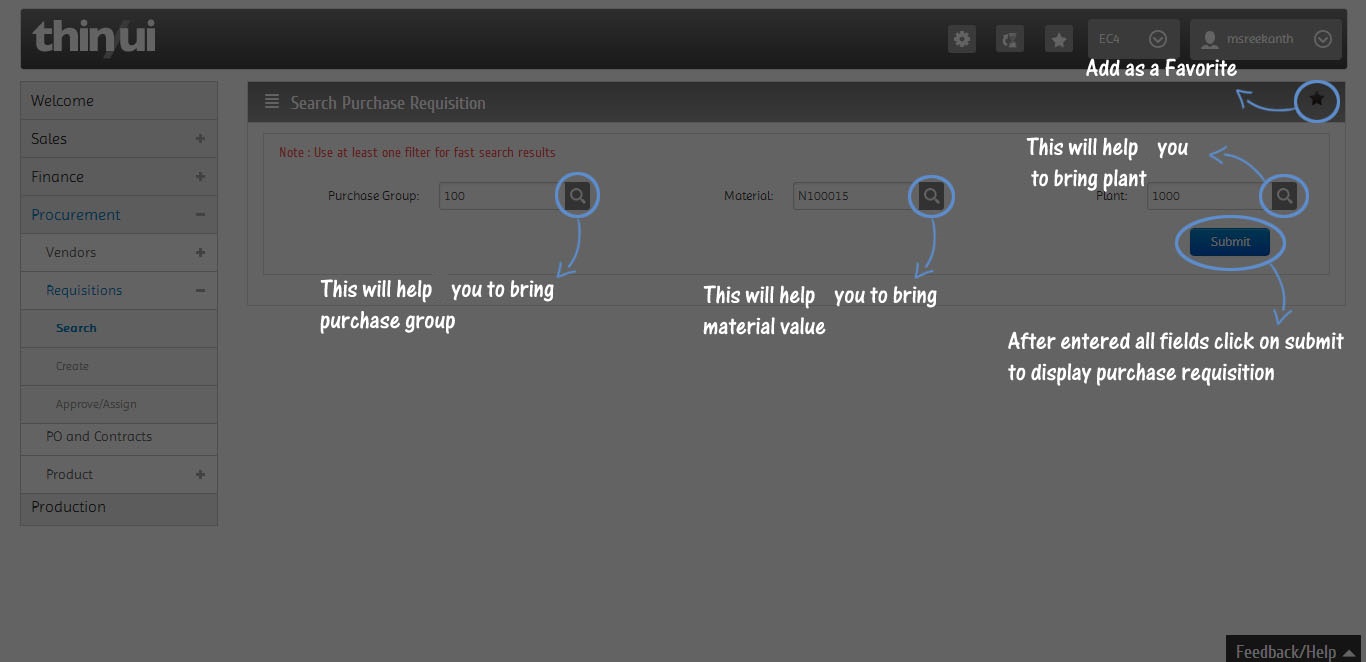 thin/ui
EC4
msreekanth
Add as a Favorite
Welcome
Sales
Finance
Procurement
Vendors
Requisitions
Search
Create
Approve/Assign
PO and Contracts
Product
Production
Search Purchase Requisition
Note : Use at least one filter for fast search results
Purchase Group: 100
Material: N100015
Plant: 1000
This will help you
to bring plant
Submit
This will help you to bring
purchase group
This will help you to bring
material value
After entered all fields click on submit
to display purchase requisition
Feedback/Help